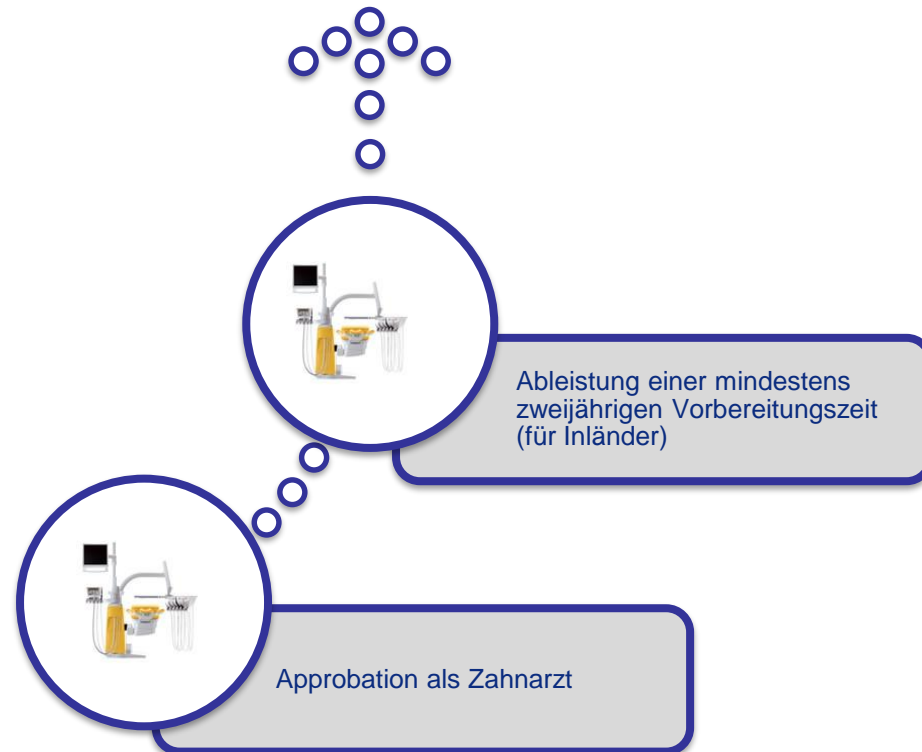 Ableistung einer mindestens
zweijährigen Vorbereitungszeit
(für Inländer)
Approbation als Zahnarzt